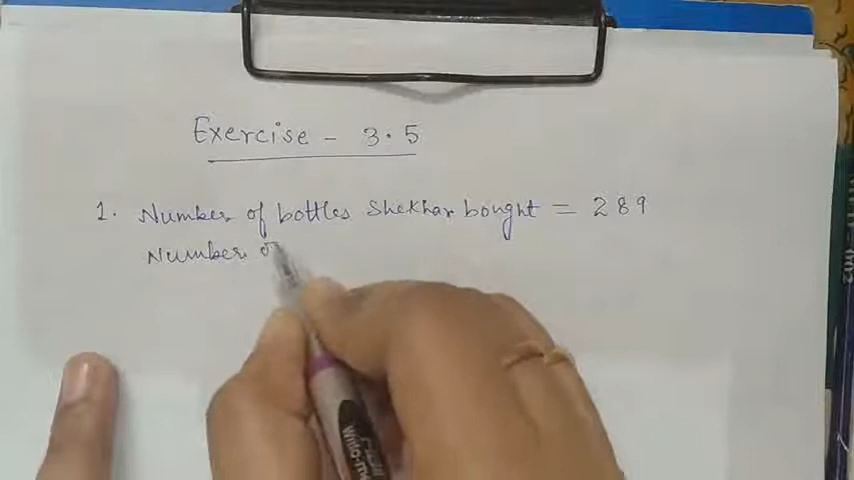 Exercise - 3.5
1. Number of bottles Shekhar bought = 289
Number o